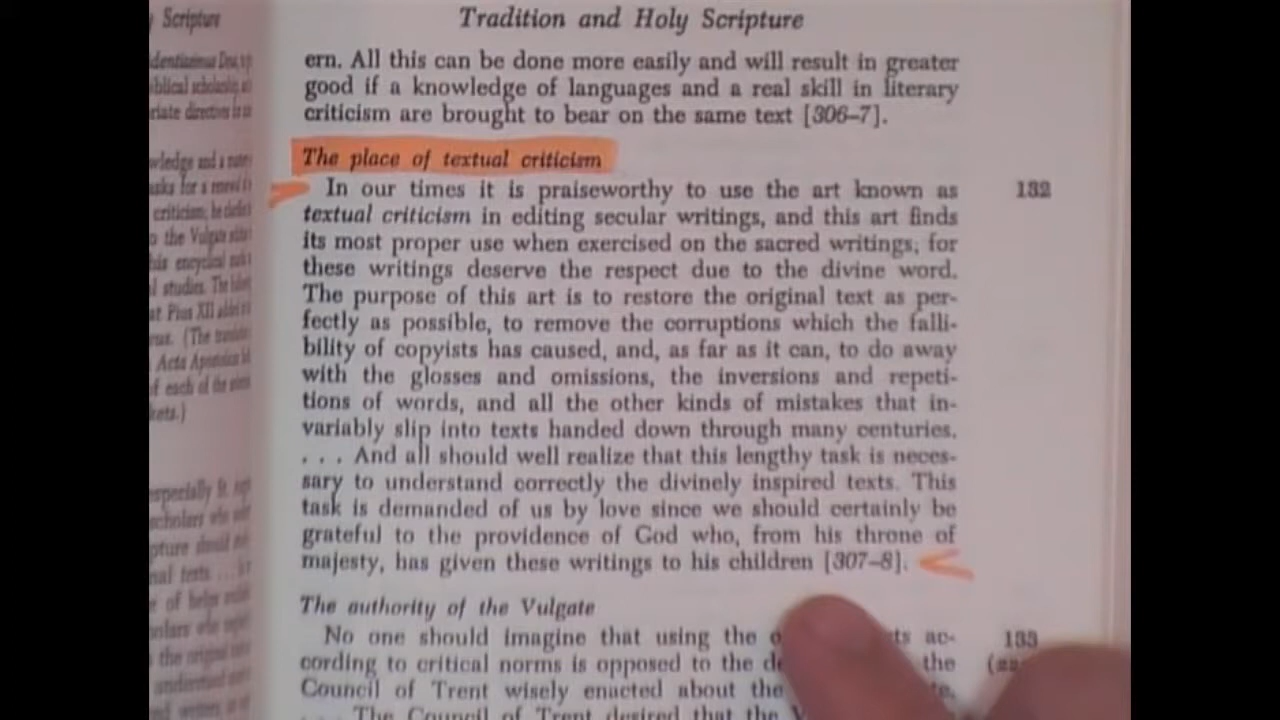 Scripture
Tradition and Holy Scripture
ern. All this can be done more easily and will result in greater
good if a knowledge of languages and a real skill in literary
criticism are brought to bear on the same text [306–7].
The place of textual criticism
In our times it is praiseworthy to use the art known as
132
textual criticism in editing secular writings, and this art finds
its most proper use when exercised on the sacred writings, for
these writings deserve the respect due to the divine word.
The purpose of this art is to restore the original text as per-
fectly as possible, to remove the corruptions which the falli-
bility of copyists has caused, and, as far as it can, to do away
with the glosses and omissions, the inversions and repeti-
tions of words, and all the other kinds of mistakes that in-
variably slip into texts handed down through many centuries.
. . . And all should well realize that this lengthy task is neces-
sary to understand correctly the divinely inspired texts. This
task is demanded of us by love since we should certainly be
grateful to the providence of God who, from his throne of
majesty, has given these writings to his children [307–8].
The authority of the Vulgate
No one should imagine that using the ts ac-
133
cording to critical norms is opposed to the the
Council of Trent wisely enacted about the
The Council of Trent desired that the